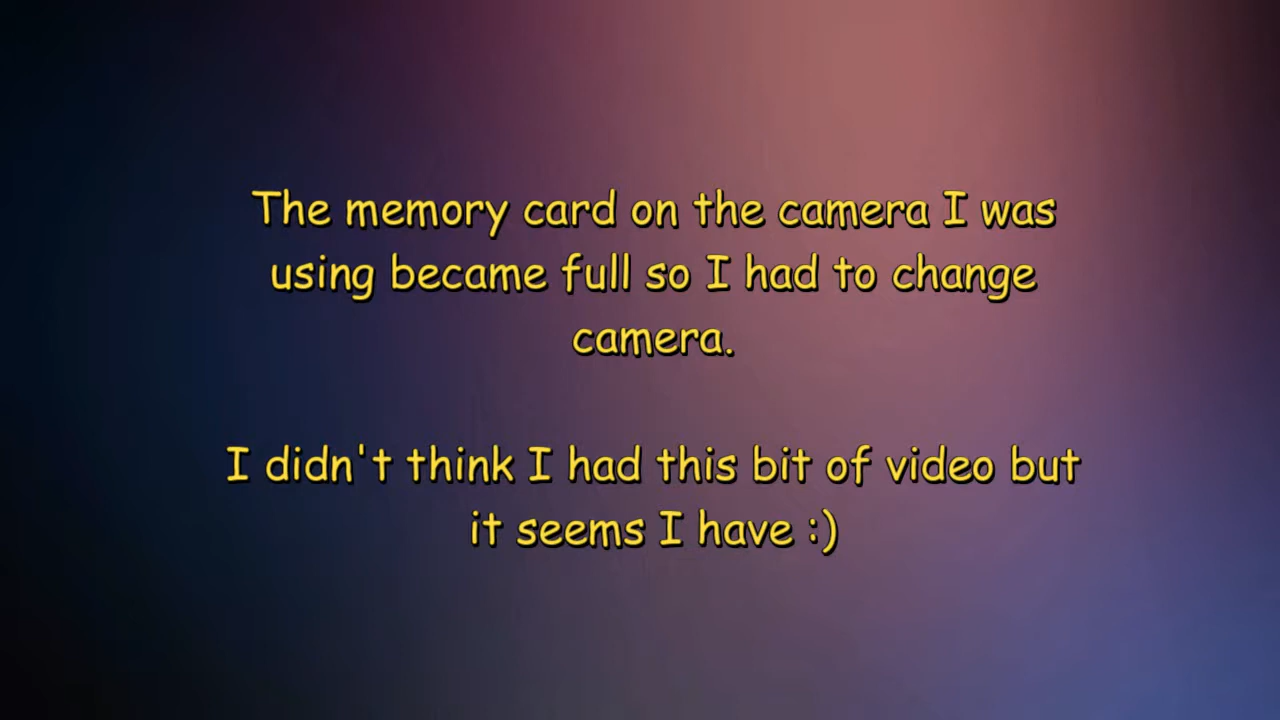 The memory card on the camera I was
using became full so I had to change
camera.
I didn't think I had this bit of video but
it seems I have :)